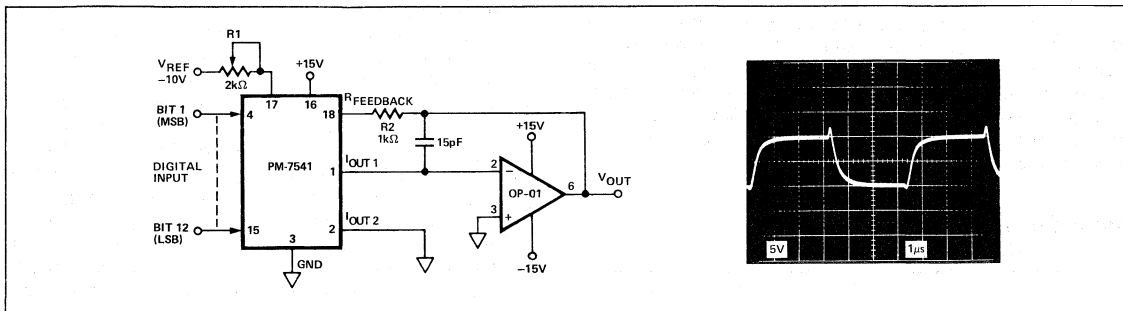 R1
VREF
–10V
2kΩ
+15V
17
16
RFEEDBACK
BIT 1
(MSB)
4
18
R2
1kΩ
15pF
+15V
DIGITAL
INPUT
PM-7541
IOUT 1
1
2
–
OP-01
6
VOUT
3
+
BIT 12
(LSB)
15
IOUT 2
2
3
GND
–15V
5V
1μs